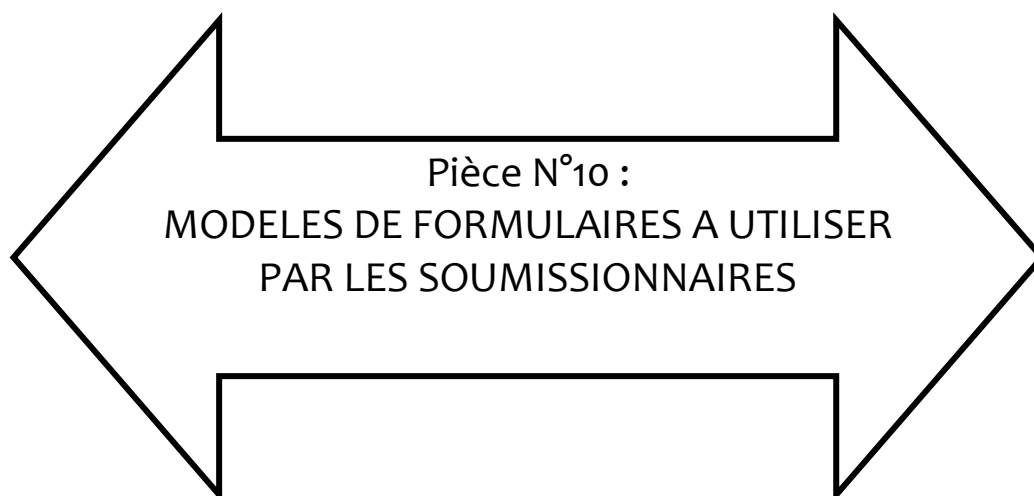 Pièce N°10 :
MODELES DE FORMULAIRES A UTILISER
PAR LES SOUMISSIONNAIRES